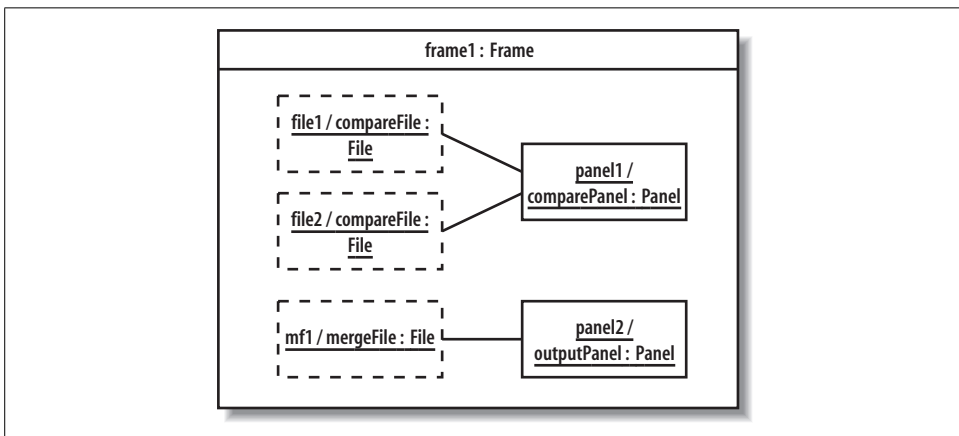 frame1 : Frame
file1 / compareFile :
File
panel1 /
comparePanel : Panel
file2 / compareFile :
File
mf1 / mergeFile : File
panel2 /
outputPanel : Panel